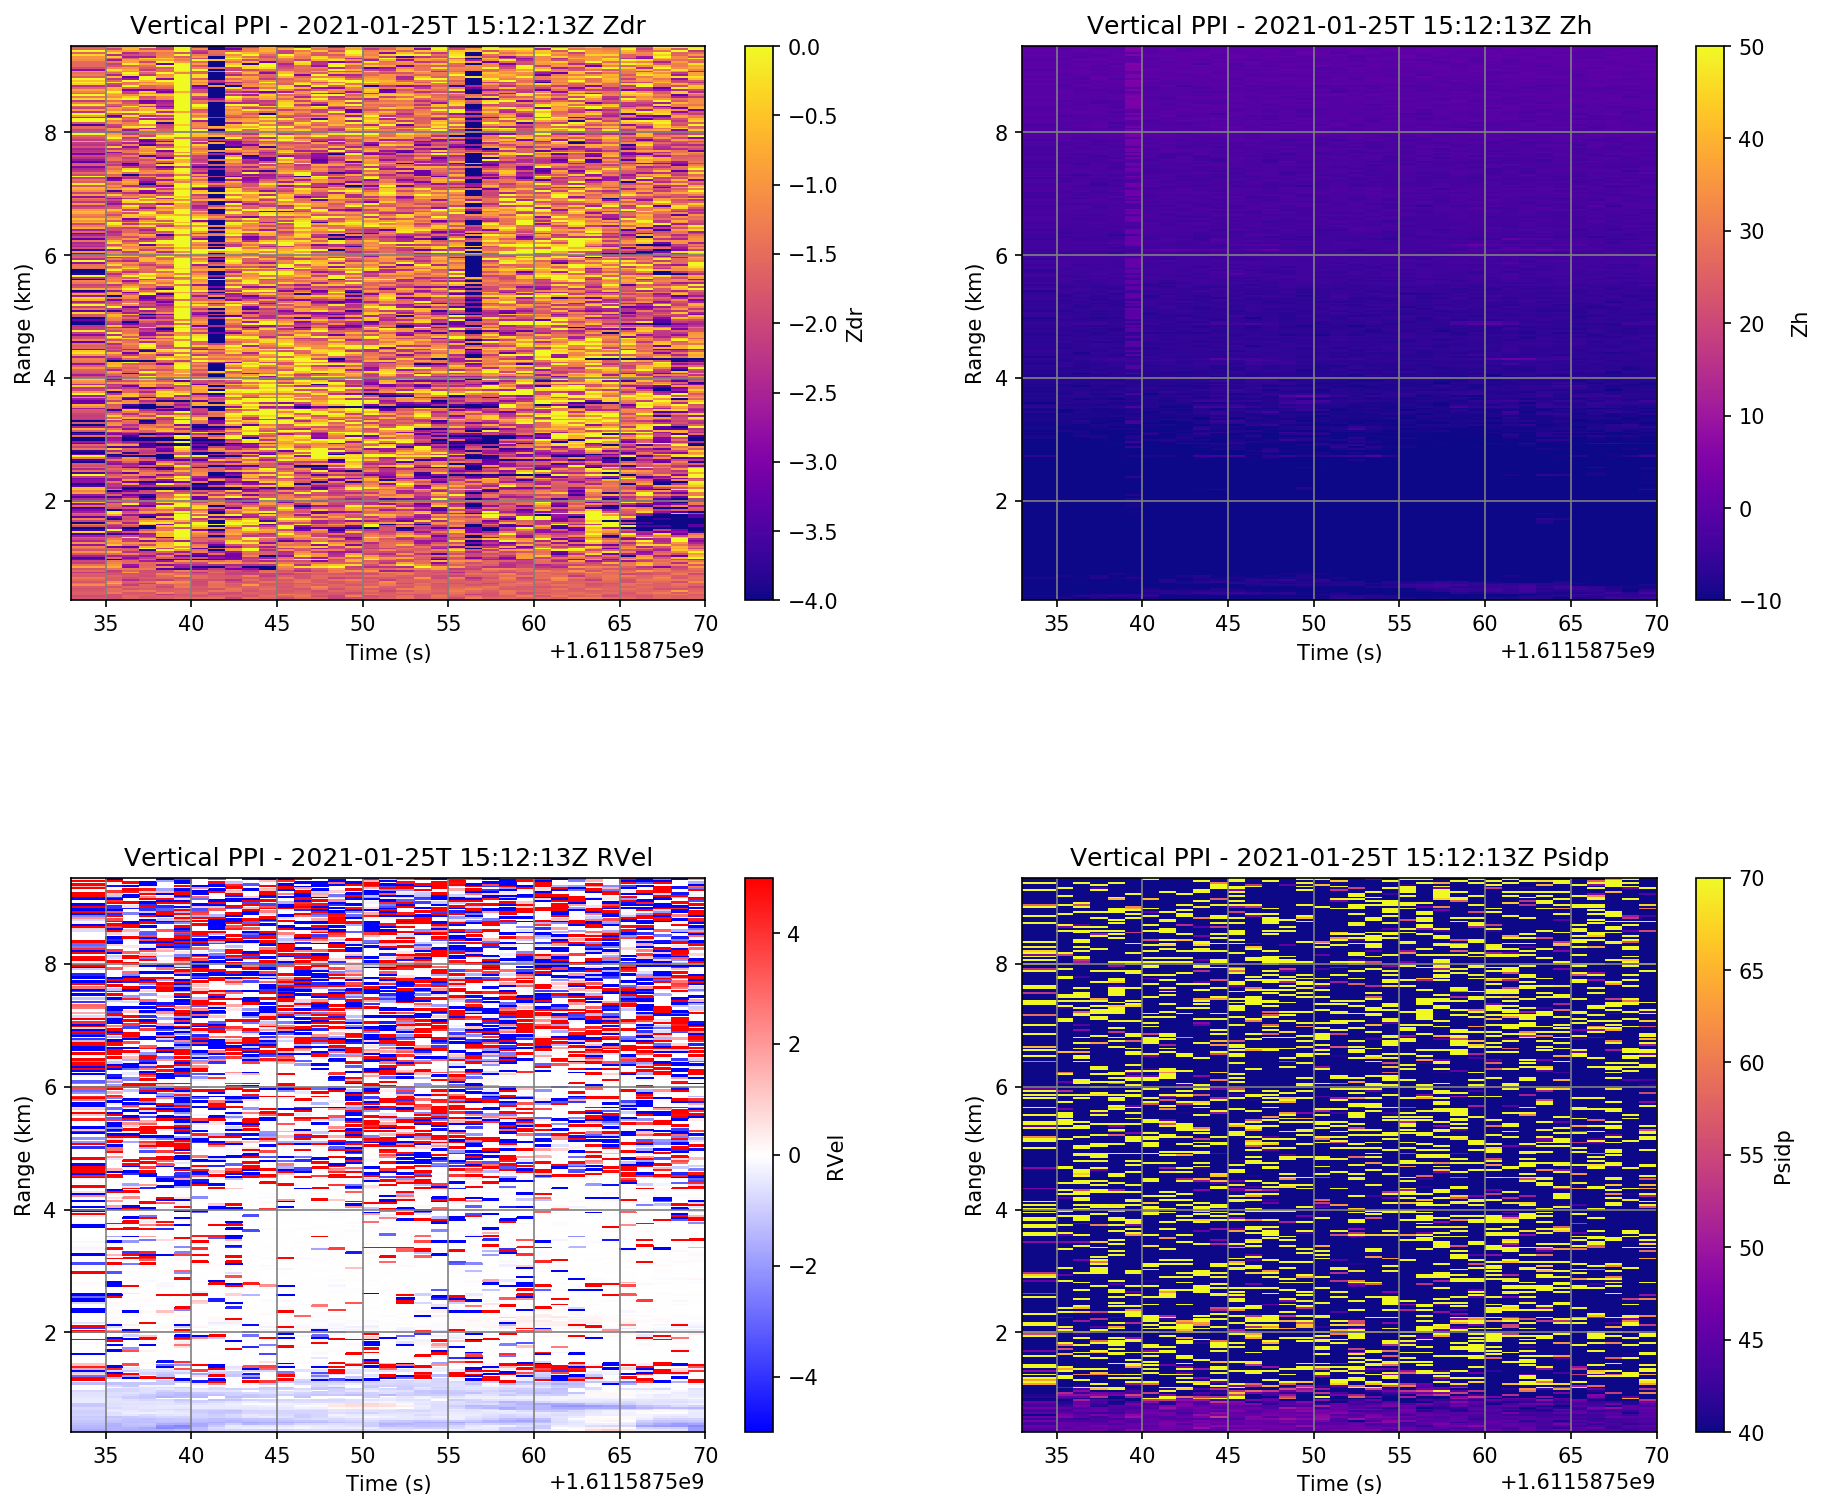 Vertical PPI - 2021-01-25T 15:12:13Z Zdr
Range (km)
8
6
4
2
35 40 45 50 55 60 65 70
Time (s)
+1.6115875e9
0.0
−0.5
−1.0
−1.5
−2.0
−2.5
−3.0
−3.5
−4.0
Zdr
Vertical PPI - 2021-01-25T 15:12:13Z Zh
Range (km)
8
6
4
2
35 40 45 50 55 60 65 70
Time (s)
+1.6115875e9
50
40
30
20
10
0
−10
Zh
Vertical PPI - 2021-01-25T 15:12:13Z RVel
Range (km)
8
6
4
2
35 40 45 50 55 60 65 70
Time (s)
+1.6115875e9
4
2
0
−2
−4
RVel
Vertical PPI - 2021-01-25T 15:12:13Z Psidp
Range (km)
8
6
4
2
35 40 45 50 55 60 65 70
Time (s)
+1.6115875e9
70
65
60
55
50
45
40
Psidp